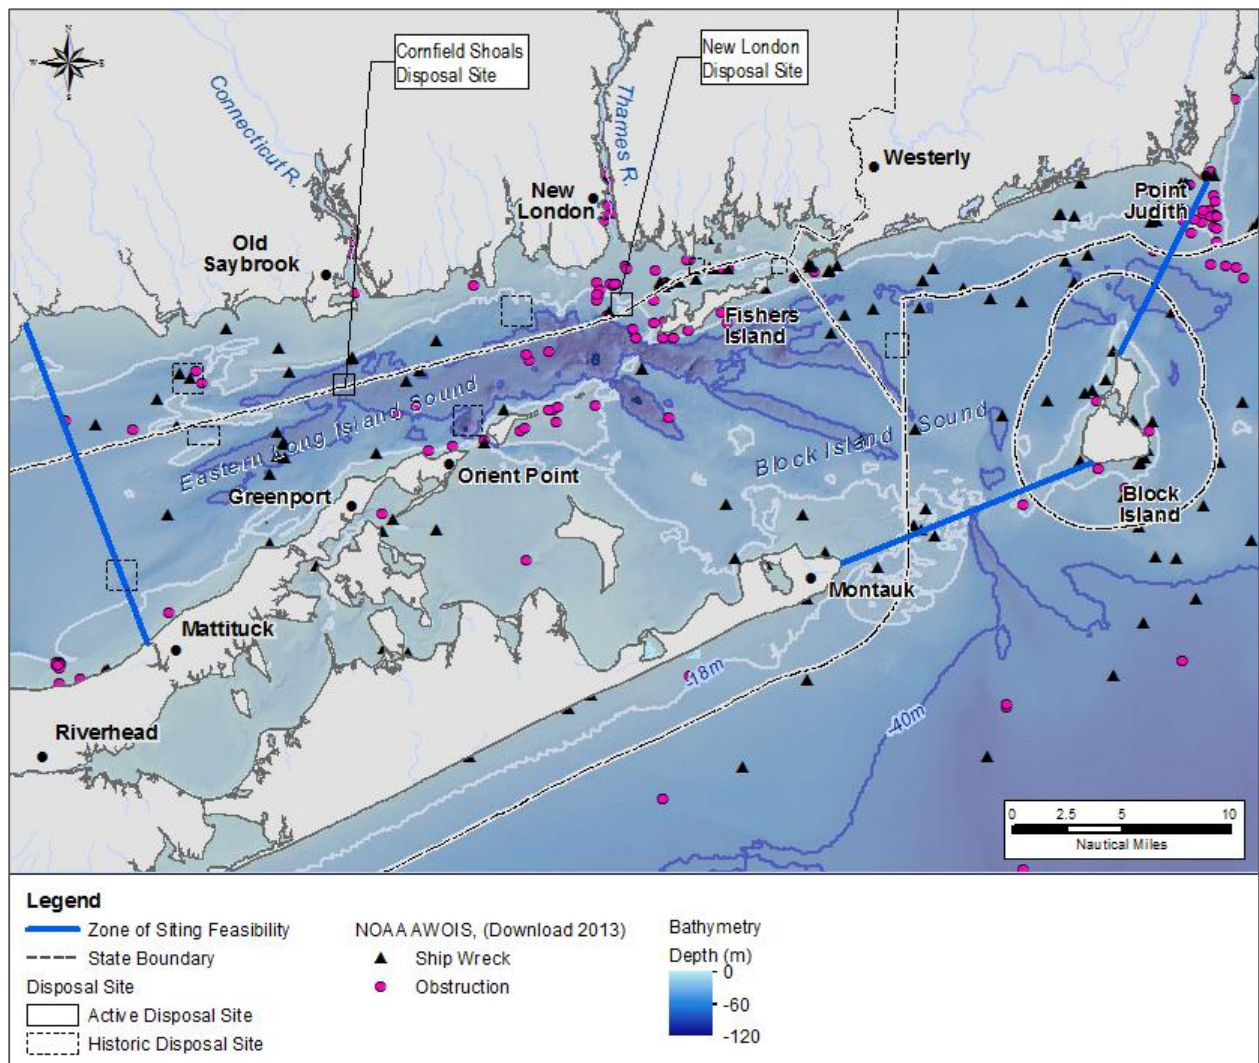 N
W
E
S
Cornfield Shoals
Disposal Site
New London
Disposal Site
Connecticut R.
Thames R.
Westerly
New
London
Point
Judith
Old
Saybrook
Fishers
Island
Eastern Long Island Sound
Block Island Sound
Orient Point
Greenport
Block
Island
Montauk
Mattituck
-18m
-40m
Riverhead
0 2.5 5 10
Nautical Miles
Legend
Zone of Siting Feasibility
State Boundary
Disposal Site
Active Disposal Site
Historic Disposal Site
NOAA AWOIS, (Download 2013)
Ship Wreck
Obstruction
Bathymetry
Depth (m)
0
-60
-120